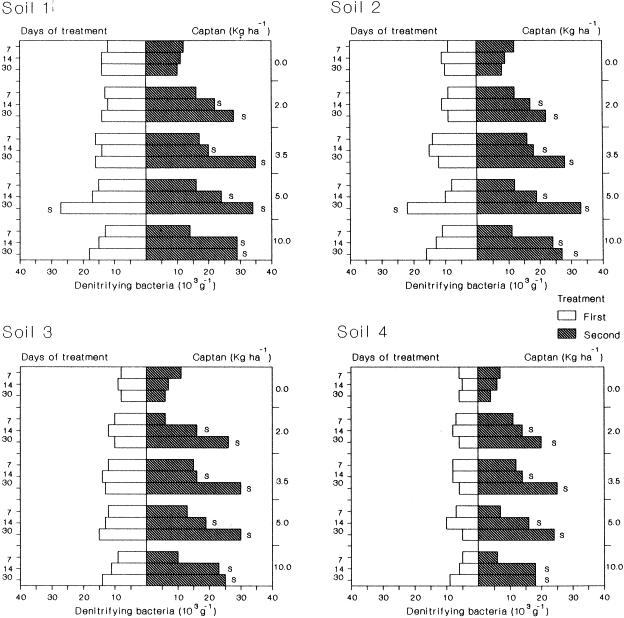 Soil 1
Soil 2
Days of treatment Captan (Kg ha⁻¹)
Days of treatment Captan (Kg ha⁻¹)
7
14 0.0
30
7
14 0.0
30
7
14 S 2.0
30 S
7
14 S 2.0
30 S
7
14 S 3.5
30 S
7
14 S 3.5
30 S
7
14 S 5.0
30 S S
7
14 S 5.0
30 S S
7
14 S 10.0
30 S
7
14 S 10.0
30 S
40 30 20 10 10 20 30 40
40 30 20 10 10 20 30 40
Denitrifying bacteria (10³ g⁻¹)
Denitrifying bacteria (10³ g⁻¹)
Treatment
First
Second
Soil 3
Soil 4
Days of treatment Captan (Kg ha⁻¹)
Days of treatment Captan (Kg ha⁻¹)
7
14 0.0
30
7
14 0.0
30
7
14 S 2.0
30 S
7
14 S 2.0
30 S
7
14 S 3.5
30 S
7
14 S 3.5
30 S
7
14 S 5.0
30 S
7
14 S 5.0
30 S
7
14 S 10.0
30 S
7
14 S 10.0
30 S
40 30 20 10 10 20 30 40
40 30 20 10 10 20 30 40
Denitrifying bacteria (10³ g⁻¹)
Denitrifying bacteria (10³ g⁻¹)